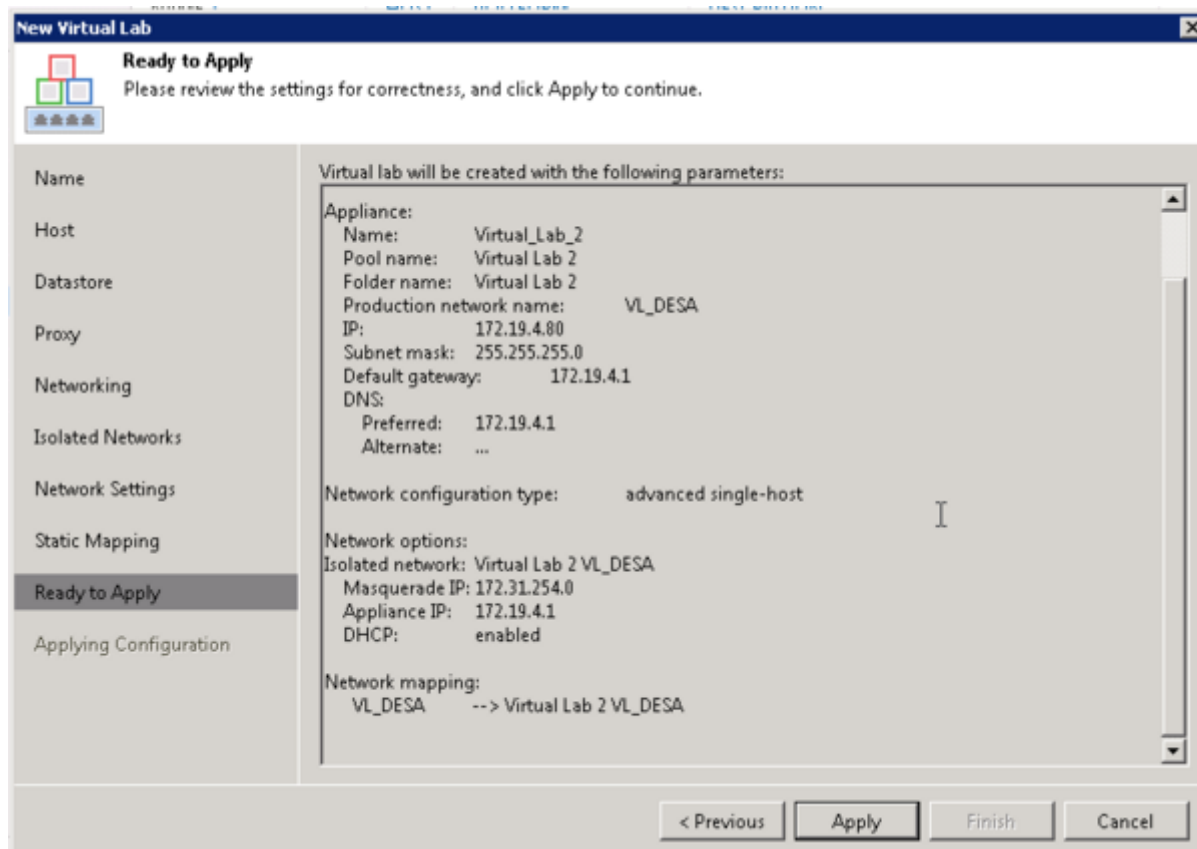 New Virtual Lab
Ready to Apply
Please review the settings for correctness, and click Apply to continue.
Name
Host
Datastore
Proxy
Networking
Isolated Networks
Network Settings
Static Mapping
Ready to Apply
Applying Configuration
Virtual lab will be created with the following parameters:
Appliance:
Name: Virtual_Lab_2
Pool name: Virtual Lab 2
Folder name: Virtual Lab 2
Production network name: VL_DESA
IP: 172.19.4.80
Subnet mask: 255.255.255.0
Default gateway: 172.19.4.1
DNS:
Preferred: 172.19.4.1
Alternate: ...
Network configuration type: advanced single-host
Network options:
Isolated network: Virtual Lab 2 VL_DESA
Masquerade IP: 172.31.254.0
Appliance IP: 172.19.4.1
DHCP: enabled
Network mapping:
VL_DESA --> Virtual Lab 2 VL_DESA
< Previous Apply Finish Cancel